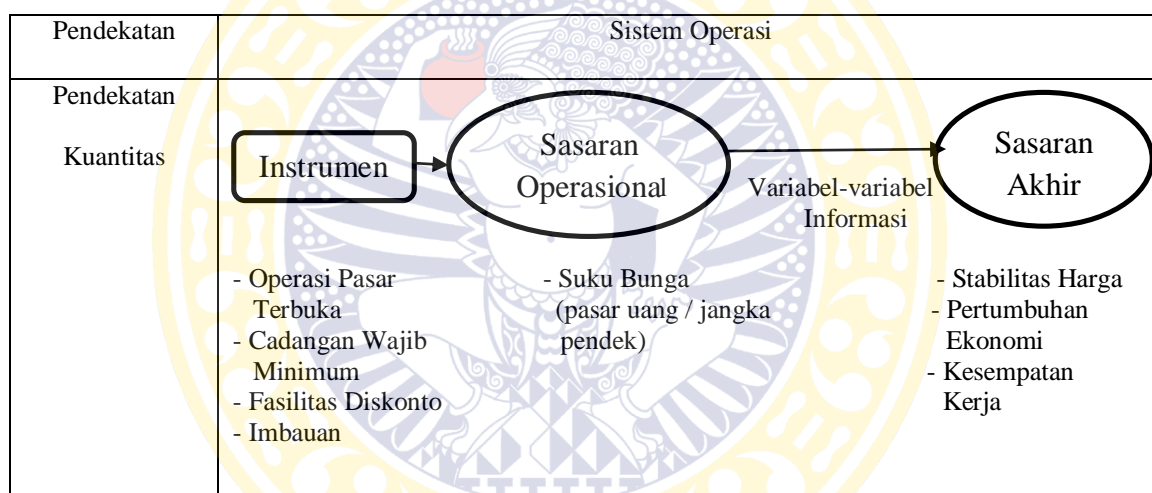 Pendekatan
Sistem Operasi
Pendekatan
Kuantitas
Instrumen
Sasaran
Operasional
Variabel-variabel
Informasi
Sasaran
Akhir
- Operasi Pasar
Terbuka
- Cadangan Wajib
Minimum
- Fasilitas Diskonto
- Imbauan
- Suku Bunga
(pasar uang / jangka
pendek)
- Stabilitas Harga
- Pertumbuhan
Ekonomi
- Kesempatan
Kerja